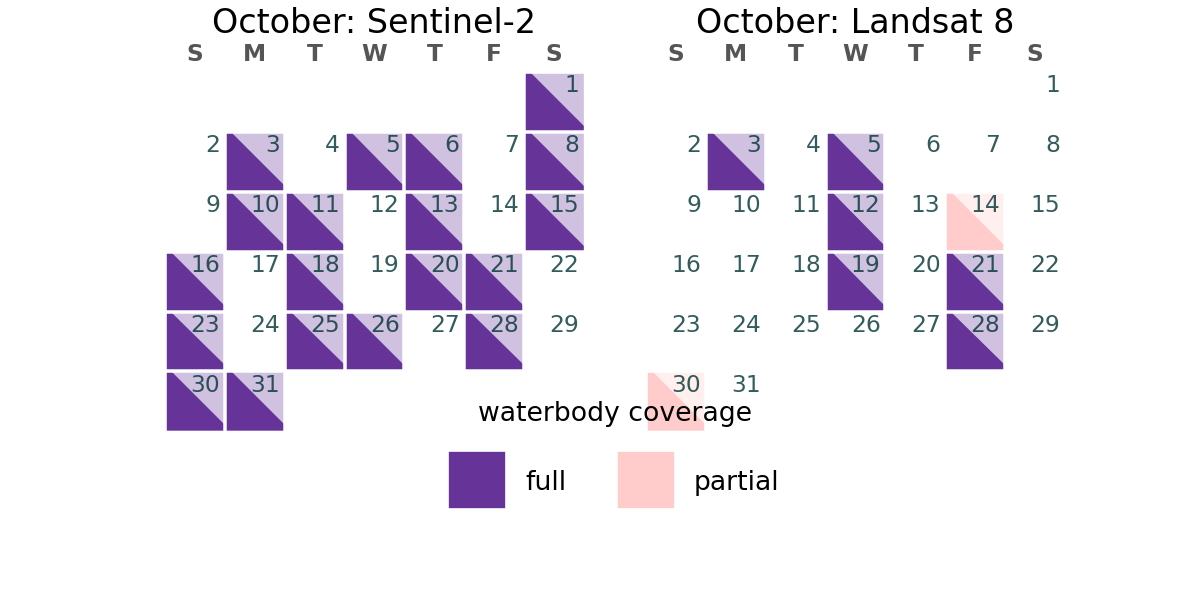 October: Sentinel-2
S M T W T F S
1
2 3 4 5 6 7 8
9 10 11 12 13 14 15
16 17 18 19 20 21 22
23 24 25 26 27 28 29
30 31
October: Landsat 8
S M T W T F S
1
2 3 4 5 6 7 8
9 10 11 12 13 14 15
16 17 18 19 20 21 22
23 24 25 26 27 28 29
30 31
waterbody coverage
full partial